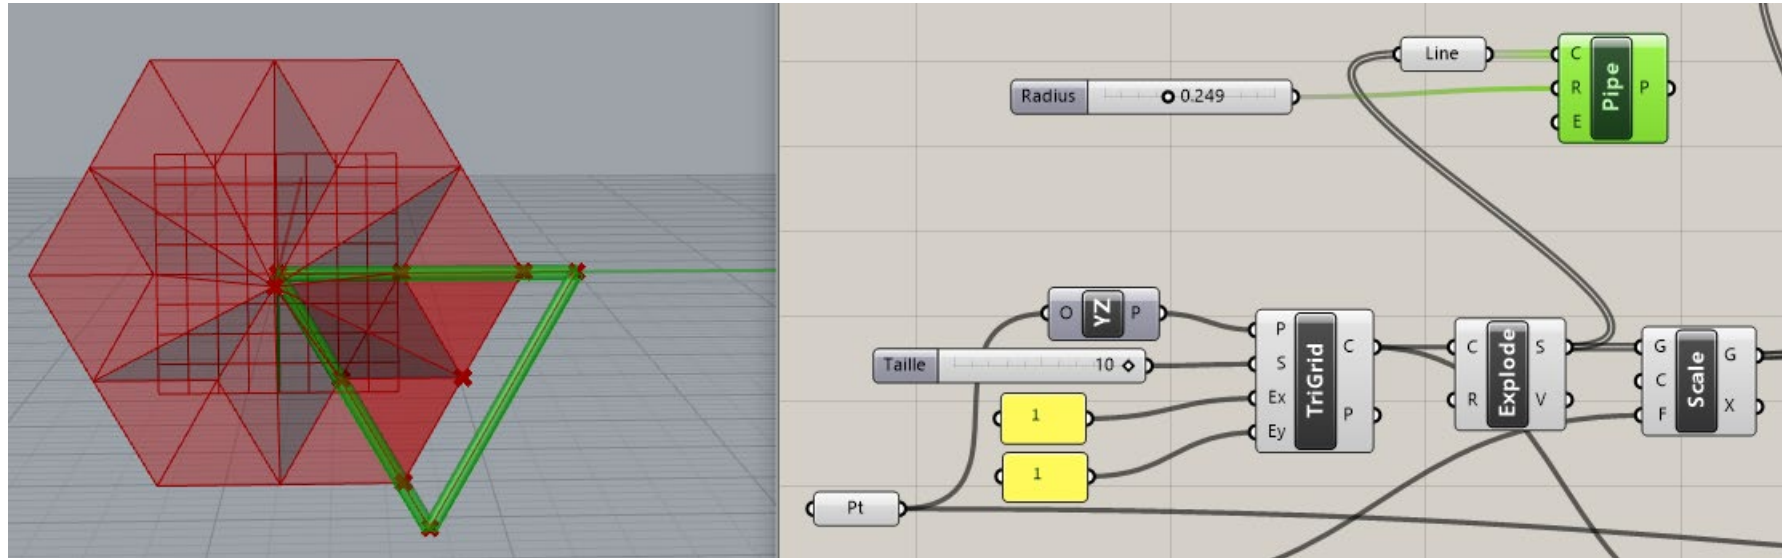 Line
C
R
E
Pipe
P
Radius
0.249
O
YZ
P
Taille
10
1
1
Pt
P
S
Ex
Ey
TriGrid
C
P
C
R
Explode
S
V
G
C
F
Scale
G
X